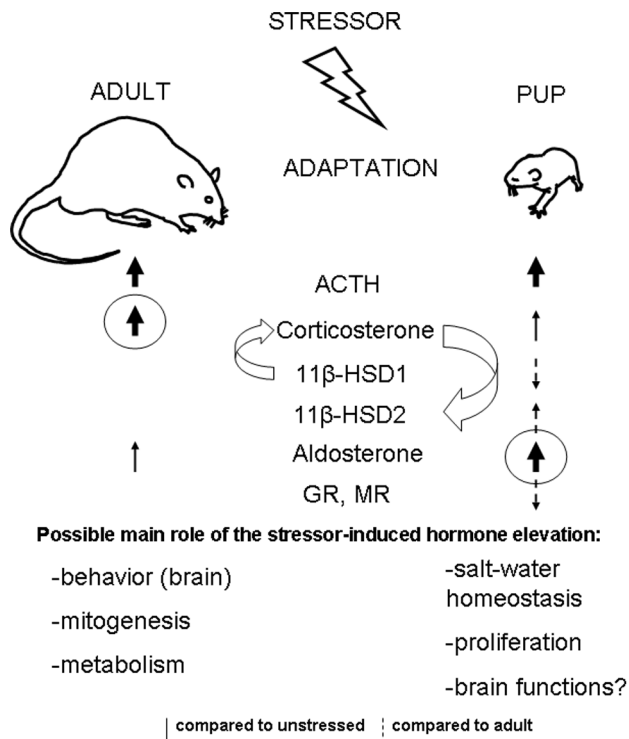 STRESSOR
ADULT
PUP
ADAPTATION
ACTH
Corticosterone
11β-HSD1
11β-HSD2
Aldosterone
GR, MR
Possible main role of the stressor-induced hormone elevation:
-behavior (brain)
-mitogenesis
-metabolism
-salt-water
homeostasis
-proliferation
-brain functions?
compared to unstressed
compared to adult